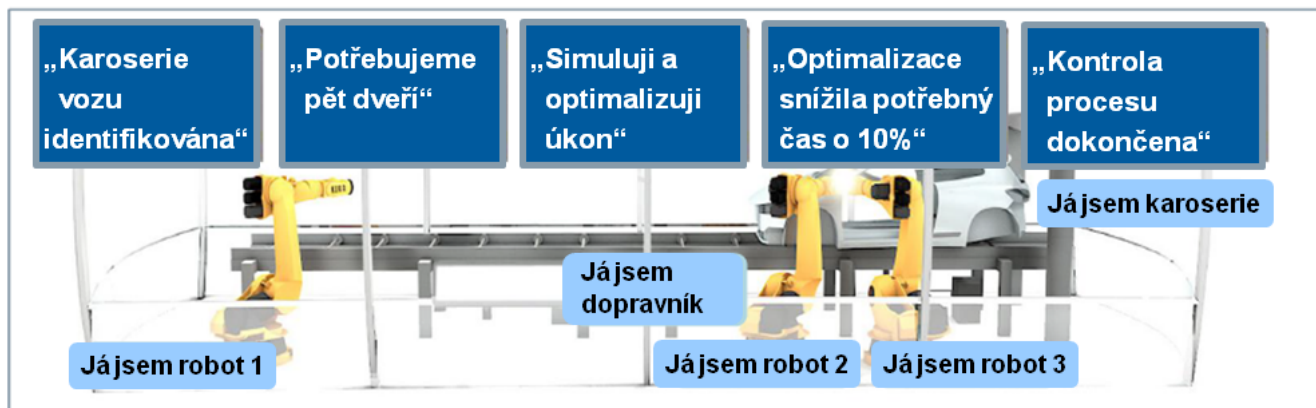 „Karoserie
vozu
identifikována“
„Potřebujeme
pět dveří“
„Simuluji a
optimalizuji
úkon“
„Optimalizace
snížila potřebný
čas o 10%“
„Kontrola
procesu
dokončena“
Já jsem karoserie
Já jsem
dopravník
Já jsem robot 1
Já jsem robot 2
Já jsem robot 3